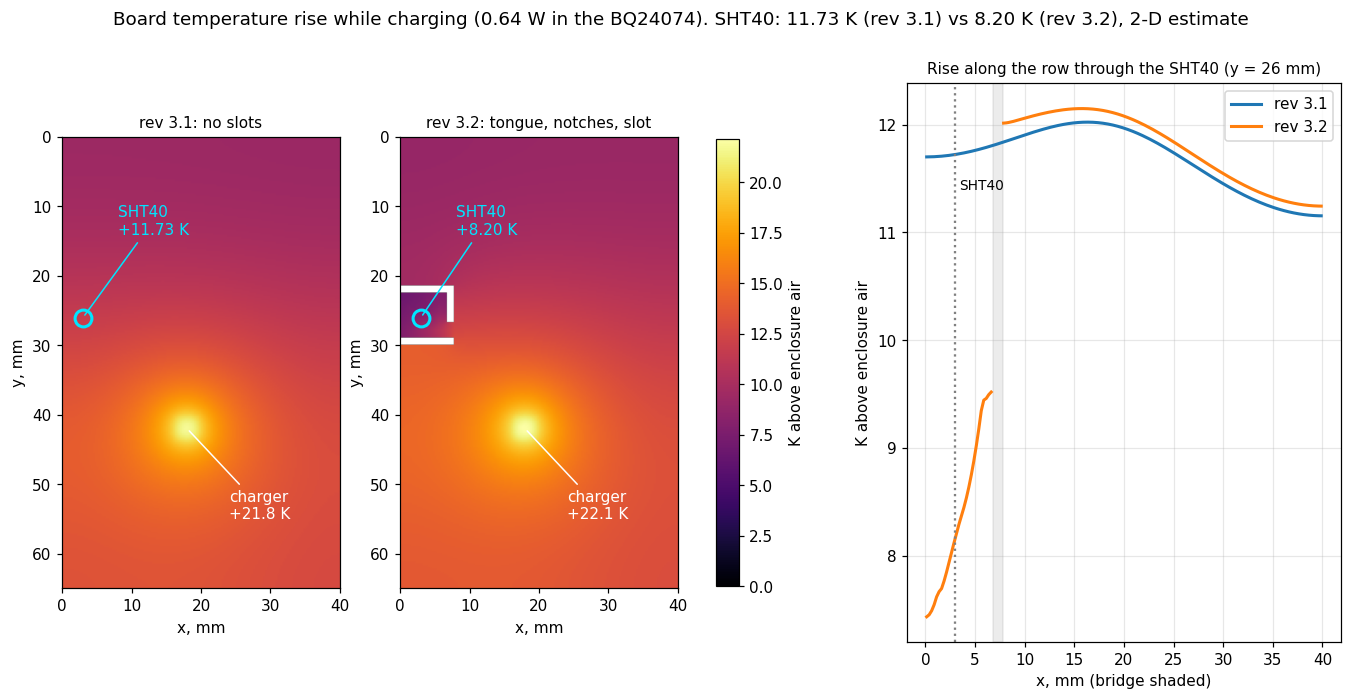 Board temperature rise while charging (0.64 W in the BQ24074). SHT40: 11.73 K (rev 3.1) vs 8.20 K (rev 3.2), 2-D estimate
rev 3.1: no slots
0
10
20
30
40
50
60
y, mm
SHT40
+11.73 K
charger
+21.8 K
0
10
20
30
40
x, mm
rev 3.2: tongue, notches, slot
0
10
20
30
40
50
60
y, mm
SHT40
+8.20 K
charger
+22.1 K
0
10
20
30
40
x, mm
20.0
17.5
15.0
12.5
10.0
7.5
5.0
2.5
0.0
K above enclosure air
Rise along the row through the SHT40 (y = 26 mm)
rev 3.1
rev 3.2
SHT40
12
11
10
9
8
K above enclosure air
0
5
10
15
20
25
30
35
40
x, mm (bridge shaded)